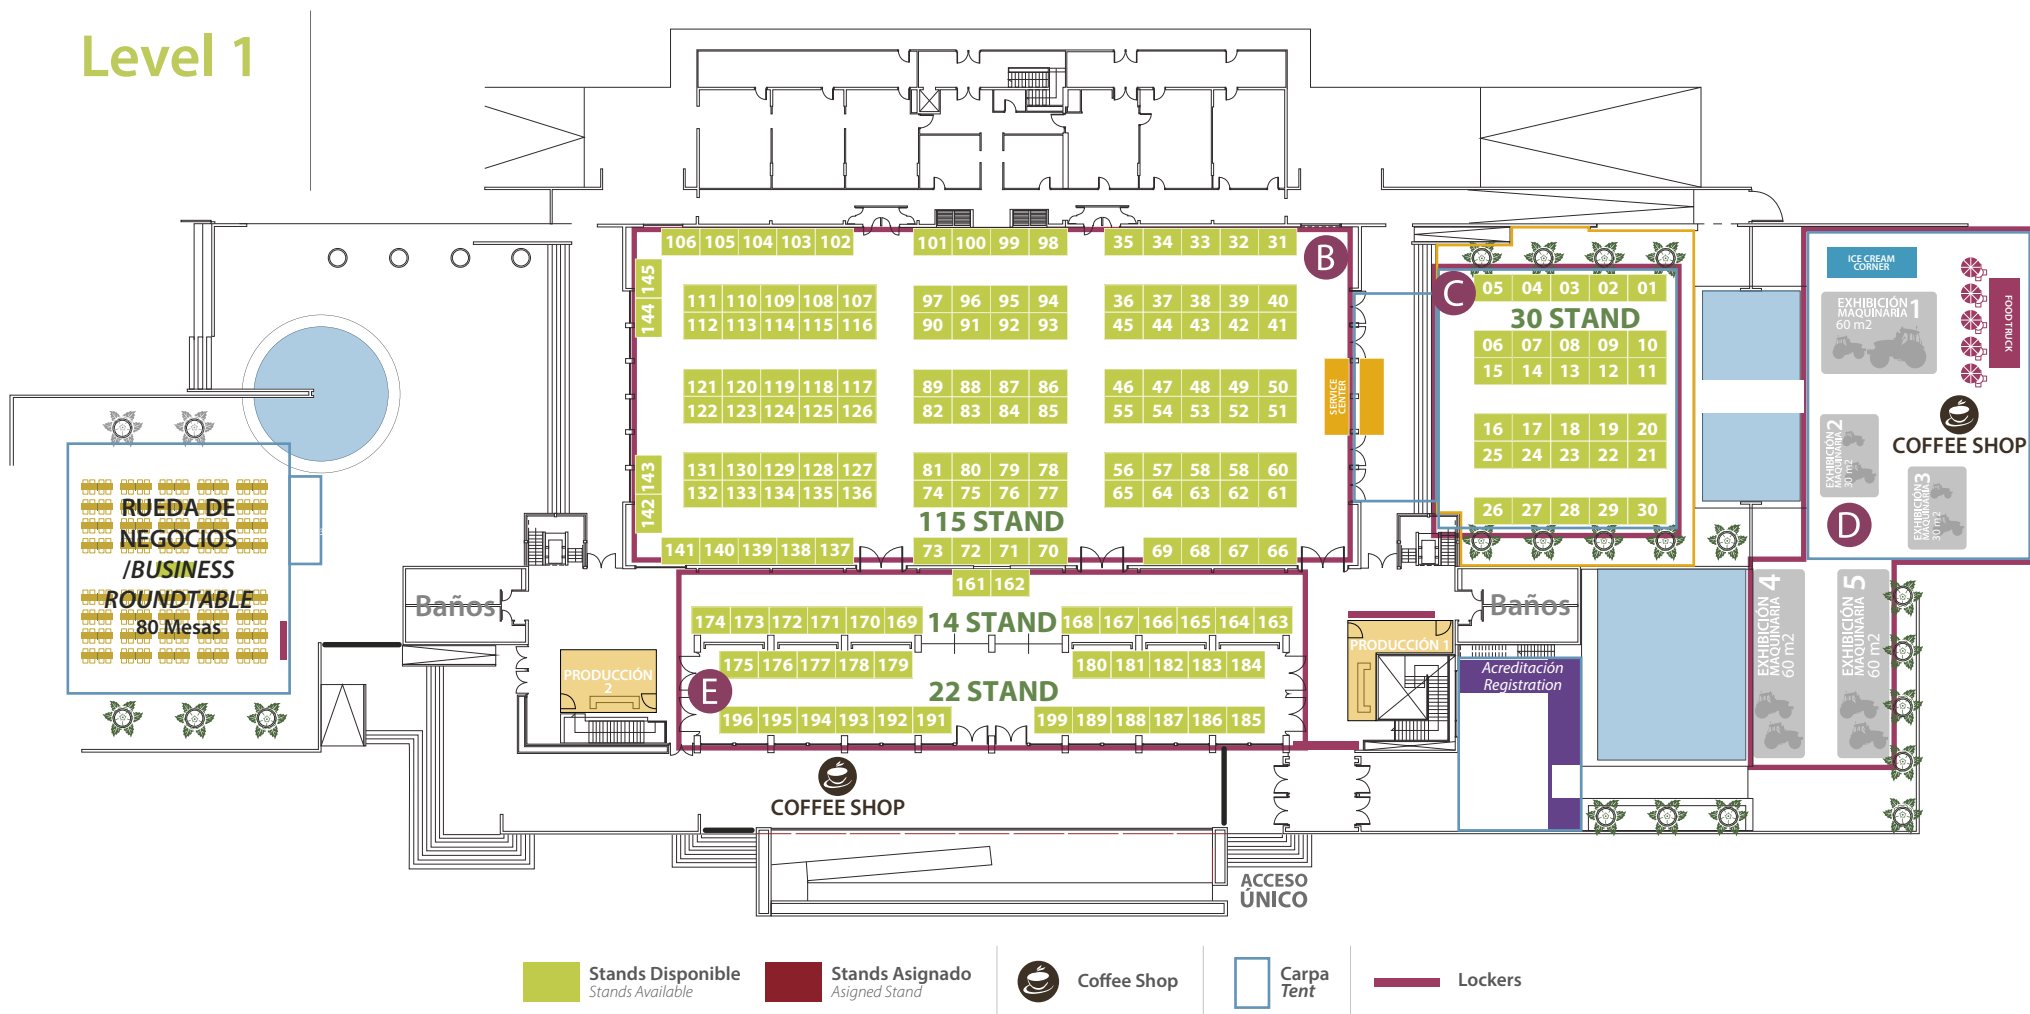 Level 1
106 105 104 103 102
101 100 99 98
35 34 33 32 31
B
145
144
111 110 109 108 107
112 113 114 115 116
97 96 95 94
90 91 92 93
36 37 38 39 40
45 44 43 42 41
121 120 119 118 117
122 123 124 125 126
89 88 87 86
82 83 84 85
46 47 48 49 50
55 54 53 52 51
SERVICE
CENTER
143
142
131 130 129 128 127
132 133 134 135 136
81 80 79 78
74 75 76 77
56 57 58 58 60
65 64 63 62 61
115 STAND
141 140 139 138 137
73 72 71 70
69 68 67 66
C
05 04 03 02 01
30 STAND
06 07 08 09 10
15 14 13 12 11
16 17 18 19 20
25 24 23 22 21
26 27 28 29 30
ICE CREAM
CORNER
FOOD TRUCK
EXHIBICIÓN
MAQUINARIA 1
60 m2
EXHIBICIÓN
MAQUINARIA 2
30 m2
EXHIBICIÓN
MAQUINARIA 3
30 m2
COFFEE SHOP
D
EXHIBICIÓN
MAQUINARIA 4
60 m2
EXHIBICIÓN
MAQUINARIA 5
60 m2
RUEDA DE
NEGOCIOS
/BUSINESS
ROUNDTABLE
80 Mesas
Baños
161 162
174 173 172 171 170 169
14 STAND
168 167 166 165 164 163
175 176 177 178 179
180 181 182 183 184
E
22 STAND
196 195 194 193 192 191
199 189 188 187 186 185
PRODUCCIÓN
2
PRODUCCIÓN 1
Baños
Acreditación
Registration
COFFEE SHOP
ACCESO
ÚNICO
Stands Disponible
Stands Available
Stands Asignado
Asigned Stand
Coffee Shop
Carpa
Tent
Lockers